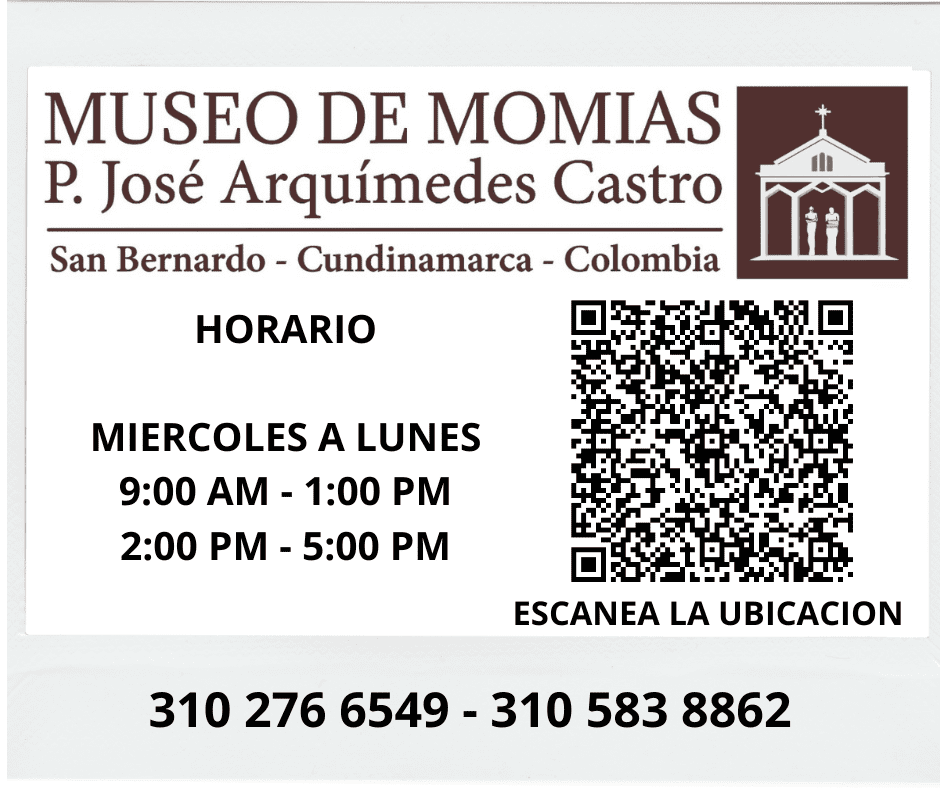 MUSEO DE MOMIAS
P. José Arquímedes Castro
San Bernardo - Cundinamarca - Colombia
HORARIO
MIERCOLES A LUNES
9:00 AM - 1:00 PM
2:00 PM - 5:00 PM
ESCANEA LA UBICACION
310 276 6549 - 310 583 8862